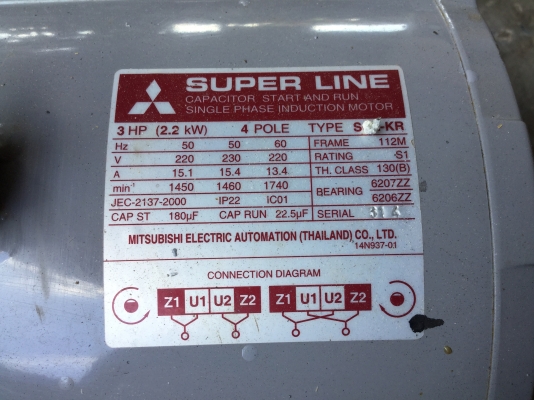 SUPER LINE
CAPACITOR START AND RUN
SINGLE PHASE INDUCTION MOTOR
3 HP (2.2 kW) 4 POLE TYPE
Hz 50 50 60 FRAME 112M
V 220 230 220 RATING S1
A 15.1 15.4 13.4 TH. CLASS 130(B)
min⁻¹ 1450 1460 1740 BEARING 6207ZZ
JEC-2137-2000 IP22 IC01 6206ZZ
CAP ST 180µF CAP RUN 22.5µF SERIAL
MITSUBISHI ELECTRIC AUTOMATION (THAILAND) CO., LTD.
14N937-01
CONNECTION DIAGRAM
Z1 U1 U2 Z2 Z1 U1 U2 Z2